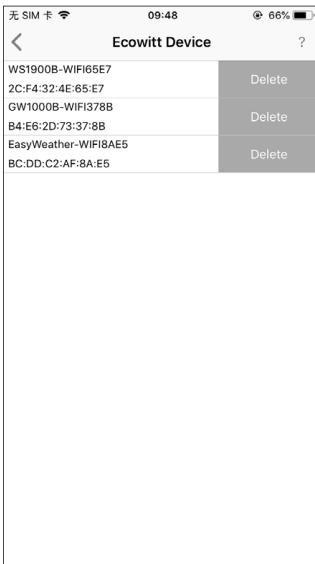 无 SIM 卡 09:48 66%
Ecowitt Device ?
WS1900B-WIFI65E7
2C:F4:32:4E:65:E7 Delete
GW1000B-WIFI378B
B4:E6:2D:73:37:8B Delete
EasyWeather-WIFI8AE5
BC:DD:C2:AF:8A:E5 Delete